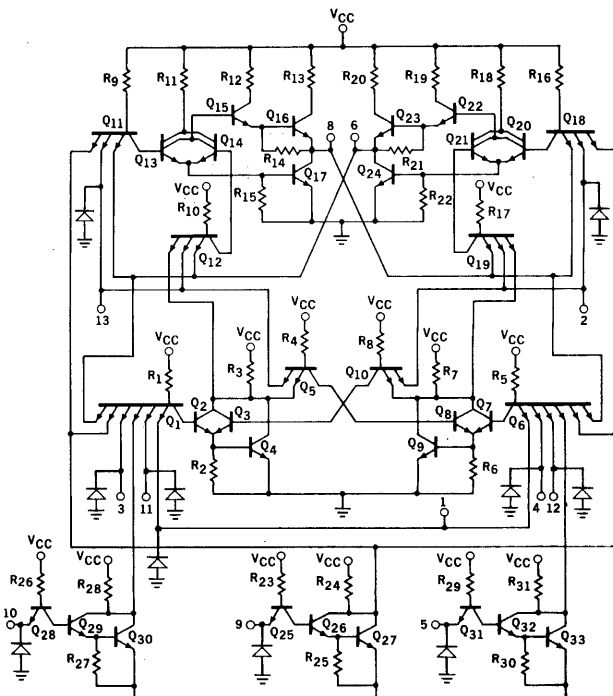 VCC
R9 R11 R12 R13 R20 R19 R18 R16
Q11 Q15 Q16 8 6 Q23 Q22 Q18
Q13 Q14 R14 R21 Q21 Q20
Q17 Q24
VCC R15 R22 VCC
R10 R17
Q12 Q19
13 VCC VCC 2
VCC VCC R4 R8 VCC VCC
R1 R3 Q5 Q10 R7 R5
Q1 Q2 Q3 Q8 Q7 Q6
Q4 Q9
R2 R6
3 11 1 4 12
VCC VCC VCC VCC VCC VCC
R26 R28 R23 R24 R29 R31
10 9 5
Q28 Q29 Q30 Q25 Q26 Q27 Q31 Q32 Q33
R27 R25 R30